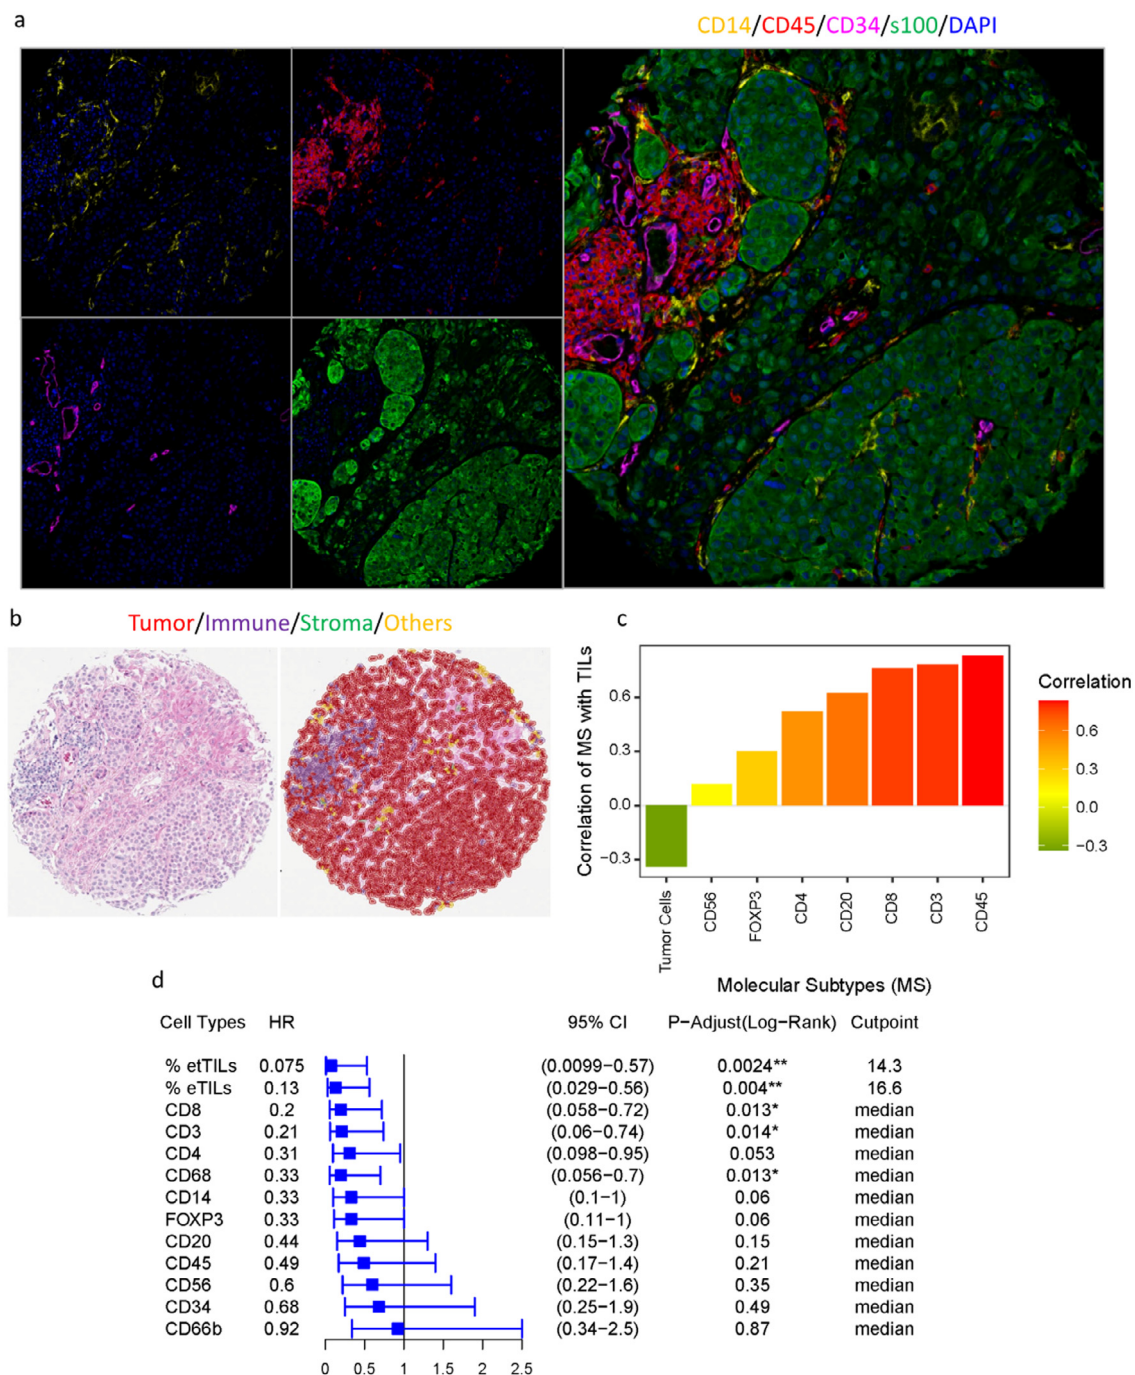 a
CD14/CD45/CD34/s100/DAPI
b
Tumor/Immune/Stroma/Others
c
Correlation of MS with TILs
0.6
0.3
0.0
−0.3
Tumor Cells
CD56
FOXP3
CD4
CD20
CD8
CD3
CD45
Molecular Subtypes (MS)
Correlation
0.6
0.3
0.0
−0.3
d
Cell Types HR 95% CI P−Adjust(Log−Rank) Cutpoint
% etTILs 0.075 (0.0099−0.57) 0.0024** 14.3
% eTILs 0.13 (0.029−0.56) 0.004** 16.6
CD8 0.2 (0.058−0.72) 0.013* median
CD3 0.21 (0.06−0.74) 0.014* median
CD4 0.31 (0.098−0.95) 0.053 median
CD68 0.33 (0.056−0.7) 0.013* median
CD14 0.33 (0.1−1) 0.06 median
FOXP3 0.33 (0.11−1) 0.06 median
CD20 0.44 (0.15−1.3) 0.15 median
CD45 0.49 (0.17−1.4) 0.21 median
CD56 0.6 (0.22−1.6) 0.35 median
CD34 0.68 (0.25−1.9) 0.49 median
CD66b 0.92 (0.34−2.5) 0.87 median
0 0.5 1 1.5 2 2.5